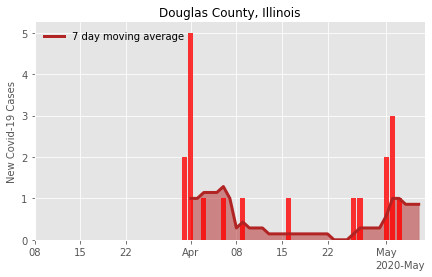 Douglas County, Illinois
7 day moving average
New Covid-19 Cases
5
4
3
2
1
0
08 15 22 Apr 08 15 22 May
2020-May